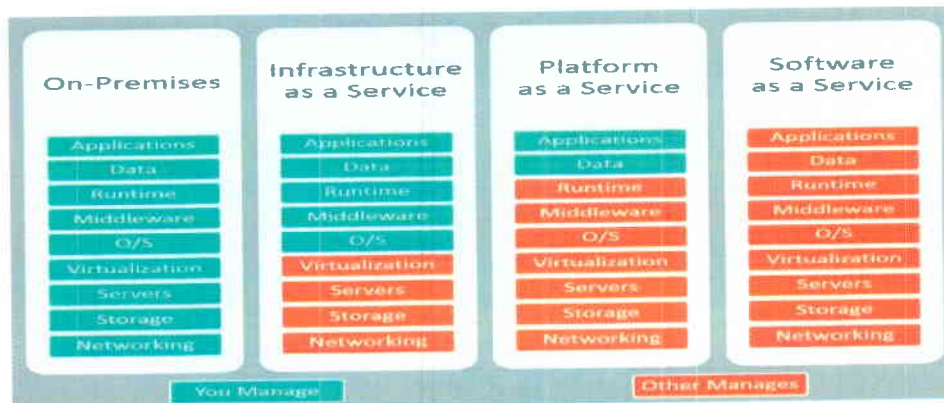 On-Premises
Applications
Data
Runtime
Middleware
O/S
Virtualization
Servers
Storage
Networking
Infrastructure
as a Service
Applications
Data
Runtime
Middleware
O/S
Virtualization
Servers
Storage
Networking
Platform
as a Service
Applications
Data
Runtime
Middleware
O/S
Virtualization
Servers
Storage
Networking
Software
as a Service
Applications
Data
Runtime
Middleware
O/S
Virtualization
Servers
Storage
Networking
You Manage
Other Manages